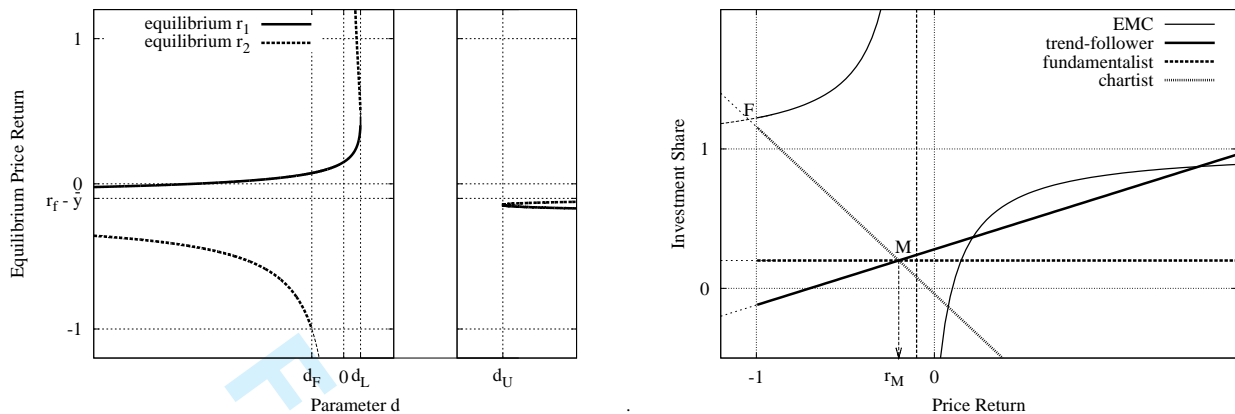 equilibrium r1
equilibrium r2
1
0
rf - ȳ
-1
Equilibrium Price Return
dF
0
dL
dU
Parameter d
F
.
EMC
trend-follower
fundamentalist
chartist
F
M
1
0
Investment Share
-1
rM
0
Price Return